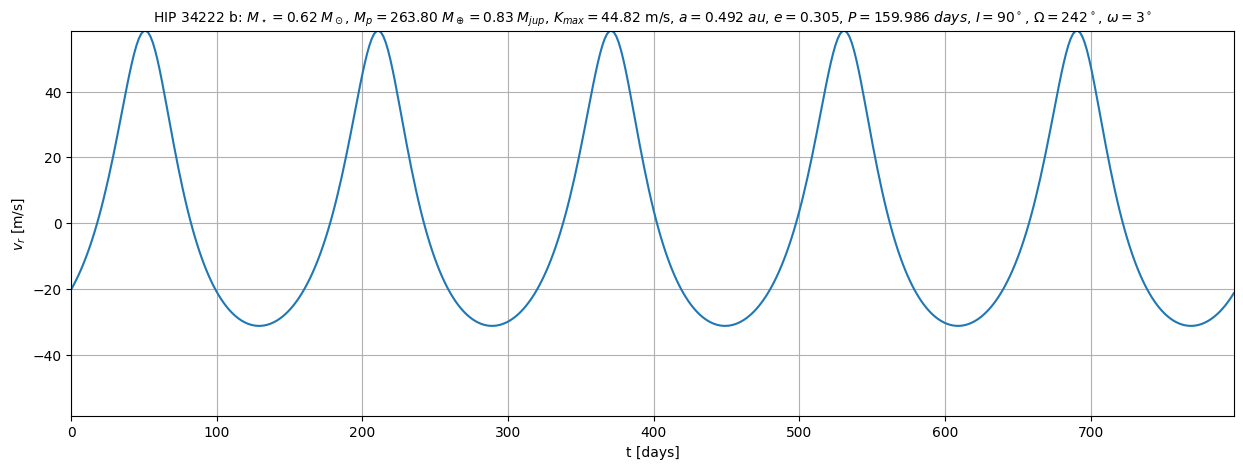 HIP 34222 b: M⋆ = 0.62 M⊙, Mp = 263.80 M⊕ = 0.83 Mjup, Kmax = 44.82 m/s, a = 0.492 au, e = 0.305, P = 159.986 days, I = 90°, Ω = 242°, ω = 3°
40
20
0
−20
−40
vr [m/s]
0 100 200 300 400 500 600 700
t [days]